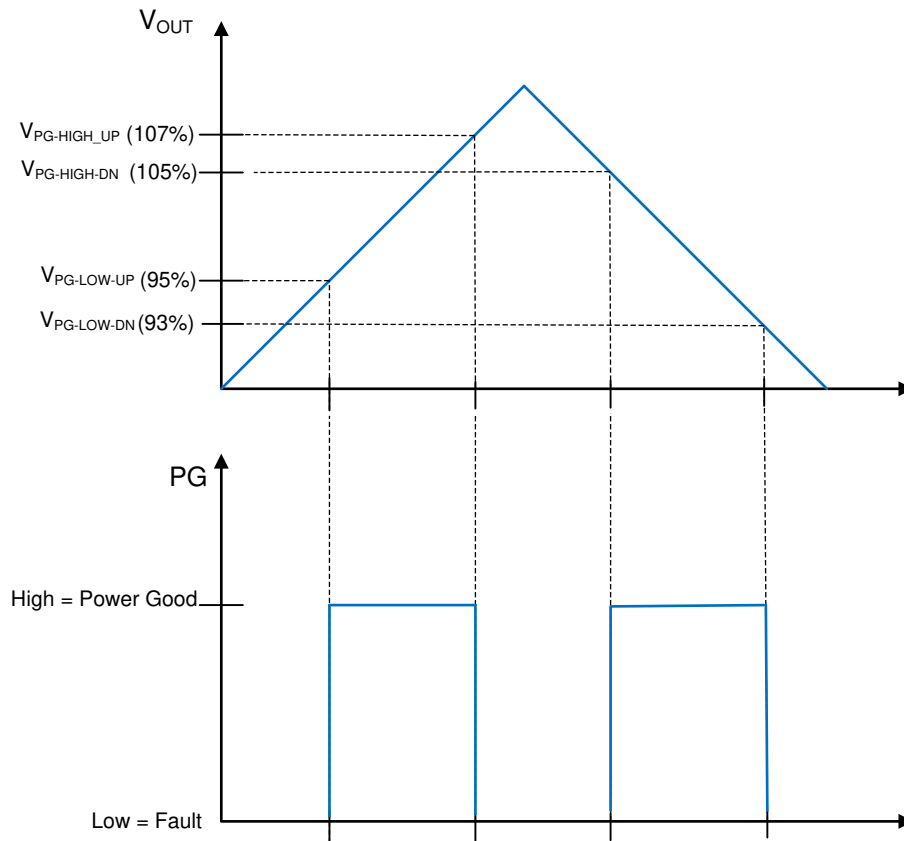 VOUT
VPG-HIGH_UP (107%)
VPG-HIGH-DN (105%)
VPG-LOW-UP (95%)
VPG-LOW-DN (93%)
PG
High = Power Good
Low = Fault